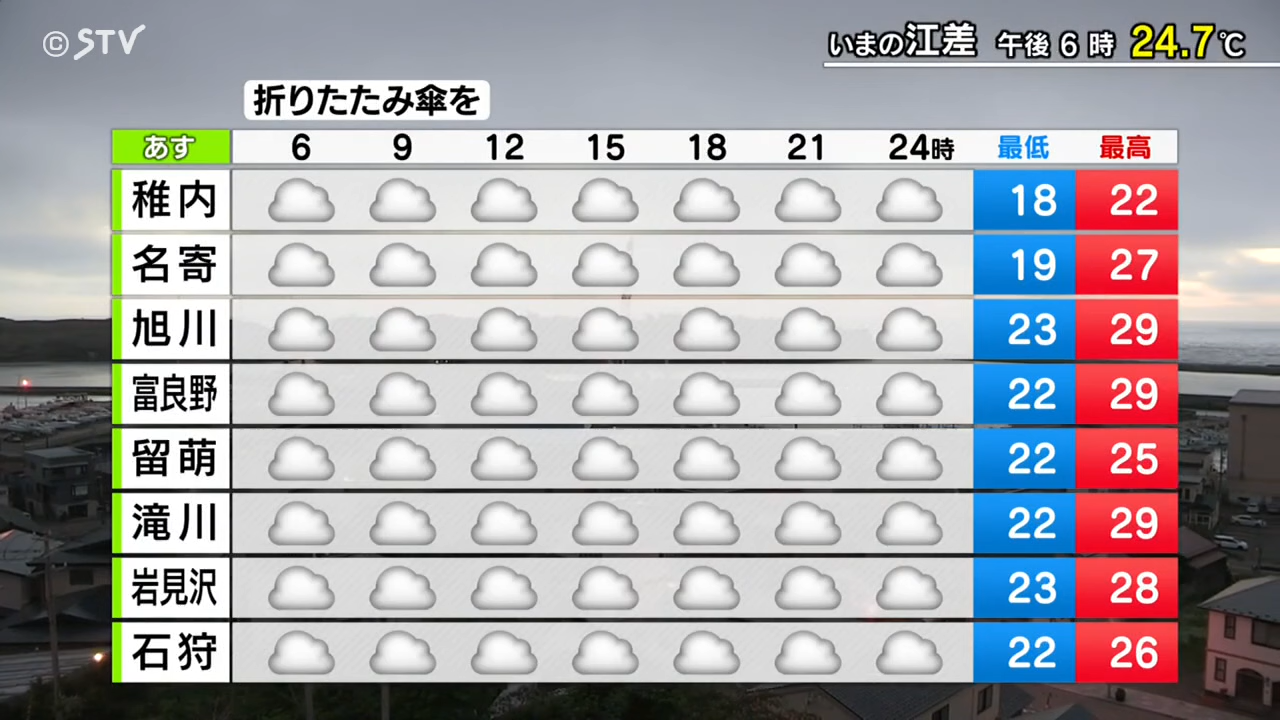 © STV
いまの江差 午後6時 24.7℃
折りたたみ傘を
あす 6 9 12 15 18 21 24時 最低 最高
稚内 18 22
名寄 19 27
旭川 23 29
富良野 22 29
留萌 22 25
滝川 22 29
岩見沢 23 28
石狩 22 26